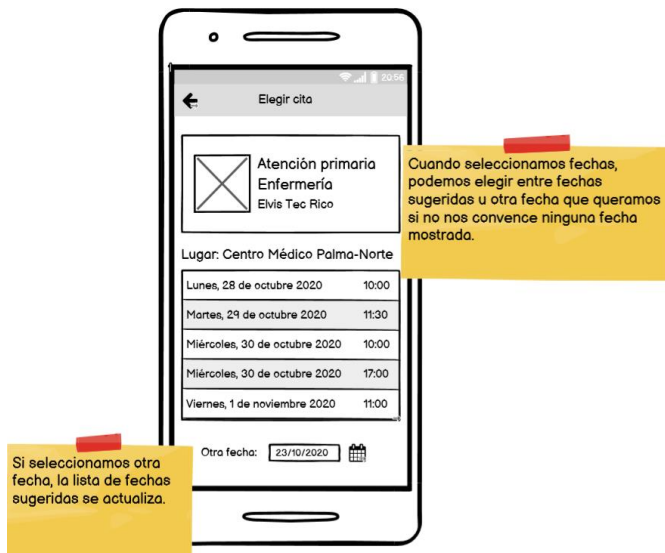 20:56
Elegir cita
Atención primaria
Enfermería
Elvis Tec Rico
Cuando seleccionamos fechas,
podemos elegir entre fechas
sugeridas u otra fecha que queramos
si no nos convence ninguna fecha
mostrada.
Lugar: Centro Médico Palma-Norte
Lunes, 28 de octubre 2020 10:00
Martes, 29 de octubre 2020 11:30
Miércoles, 30 de octubre 2020 10:00
Miércoles, 30 de octubre 2020 17:00
Viernes, 1 de noviembre 2020 11:00
Otra fecha: 23/10/2020
Si seleccionamos otra
fecha, la lista de fechas
sugeridas se actualiza.